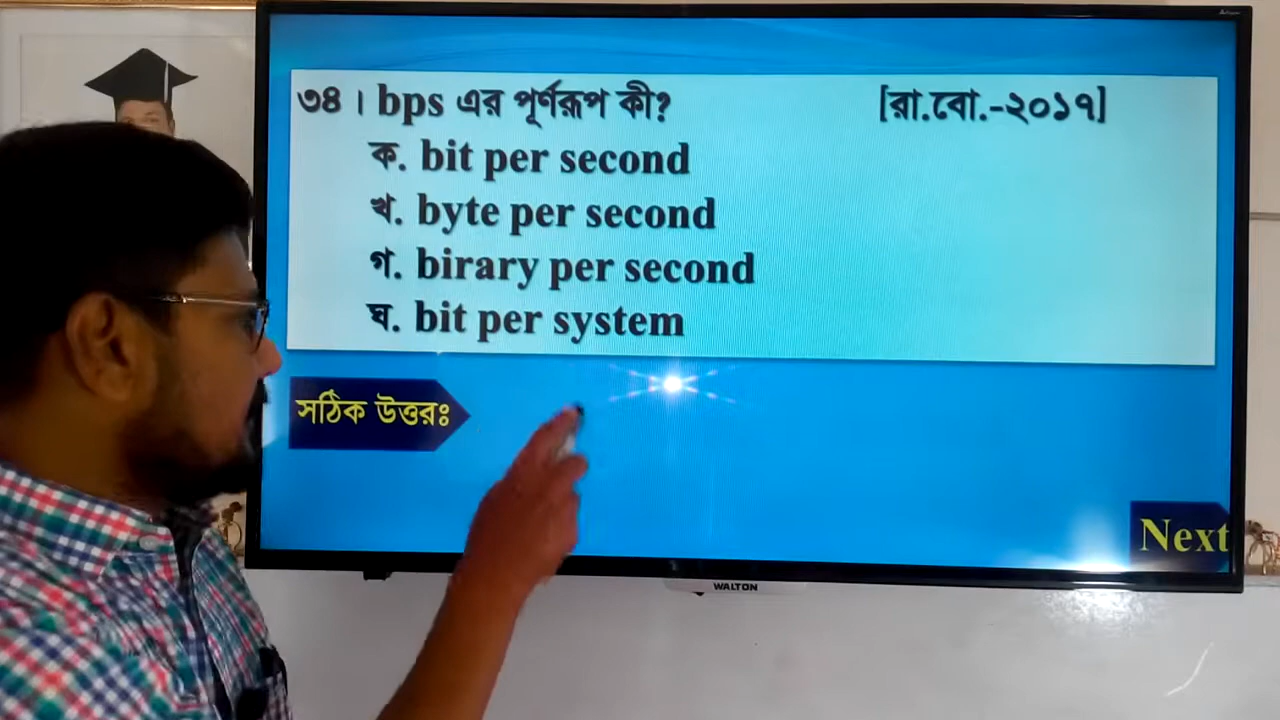 ৩৪। bps এর পূর্ণরূপ কী? [রা.বো.-২০১৭]
ক. bit per second
খ. byte per second
গ. birary per second
ঘ. bit per system
সঠিক উত্তরঃ
Next
WALTON